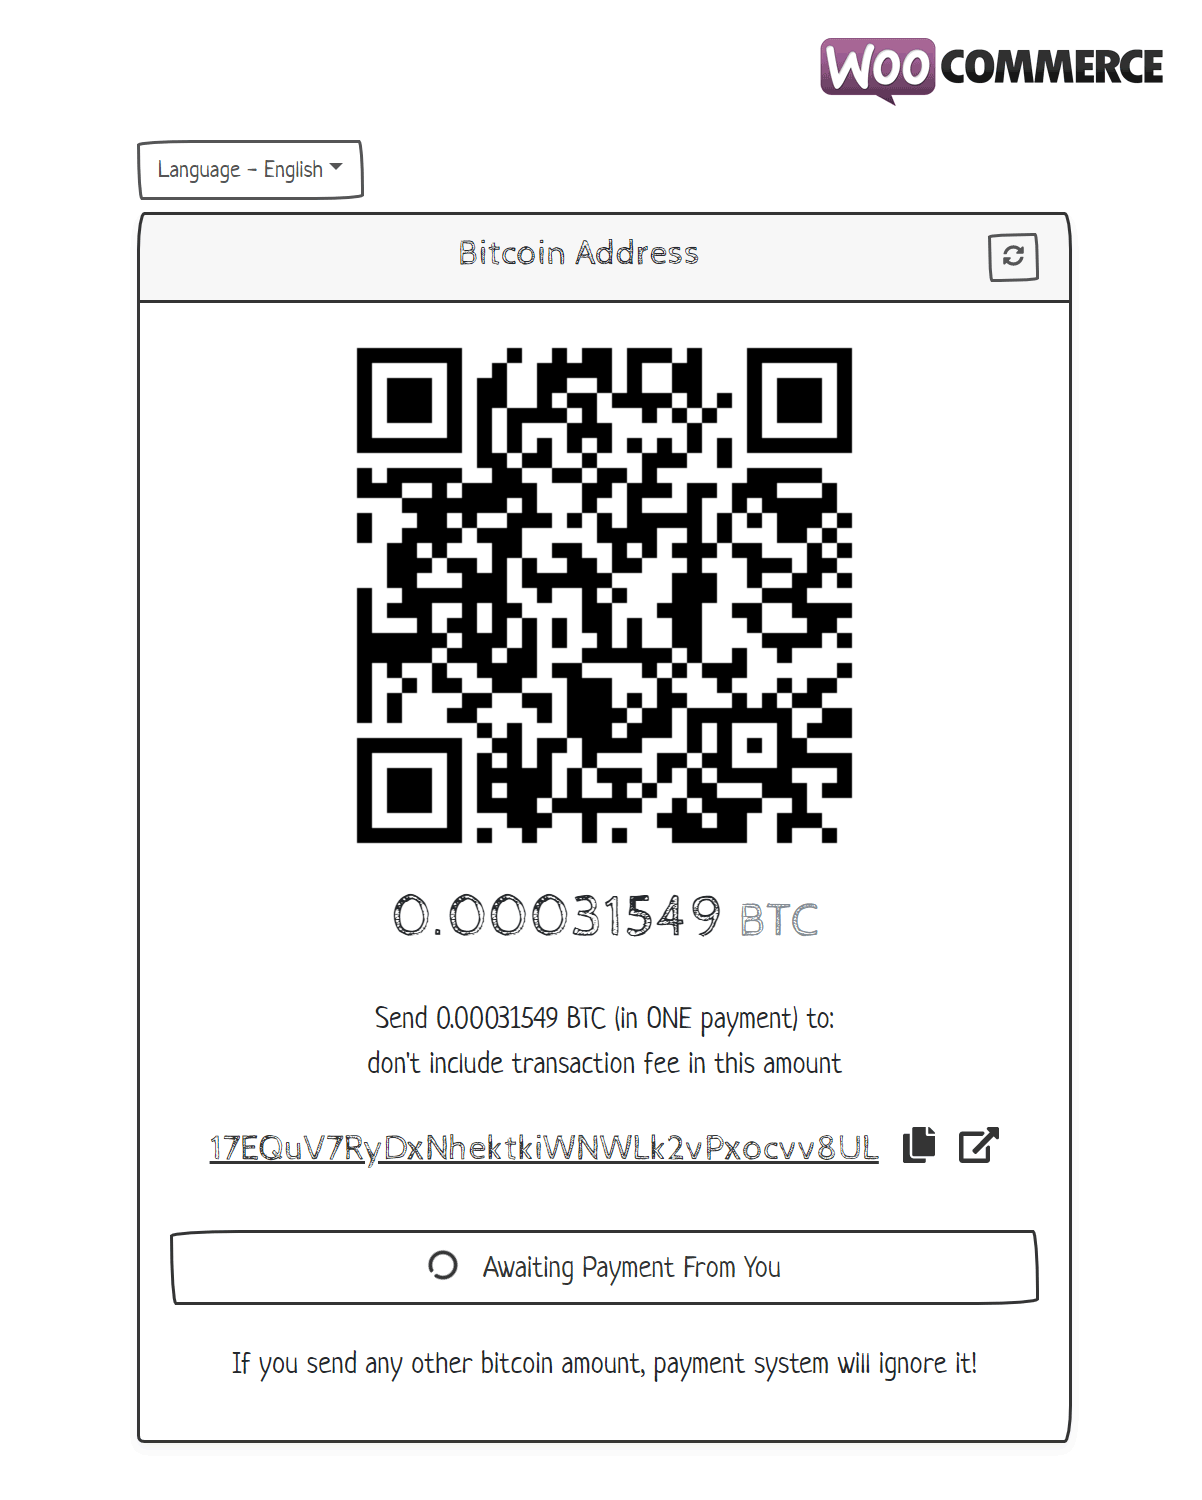 Woo COMMERCE
Language - English
Bitcoin Address
0.00031549 BTC
Send 0.00031549 BTC (in ONE payment) to:
don't include transaction fee in this amount
17EQuV7RyDxNhektkiWNWLk2vPxocvv8UL
Awaiting Payment From You
If you send any other bitcoin amount, payment system will ignore it!